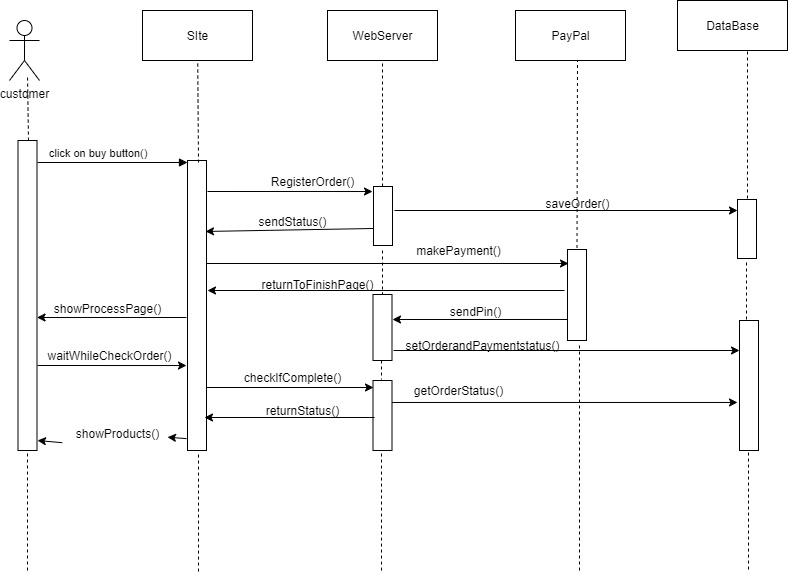 SIte
WebServer
PayPal
DataBase
customer
click on buy button()
RegisterOrder()
saveOrder()
sendStatus()
makePayment()
returnToFinishPage()
showProcessPage()
sendPin()
setOrderandPaymentstatus()
waitWhileCheckOrder()
checkIfComplete()
getOrderStatus()
returnStatus()
showProducts()